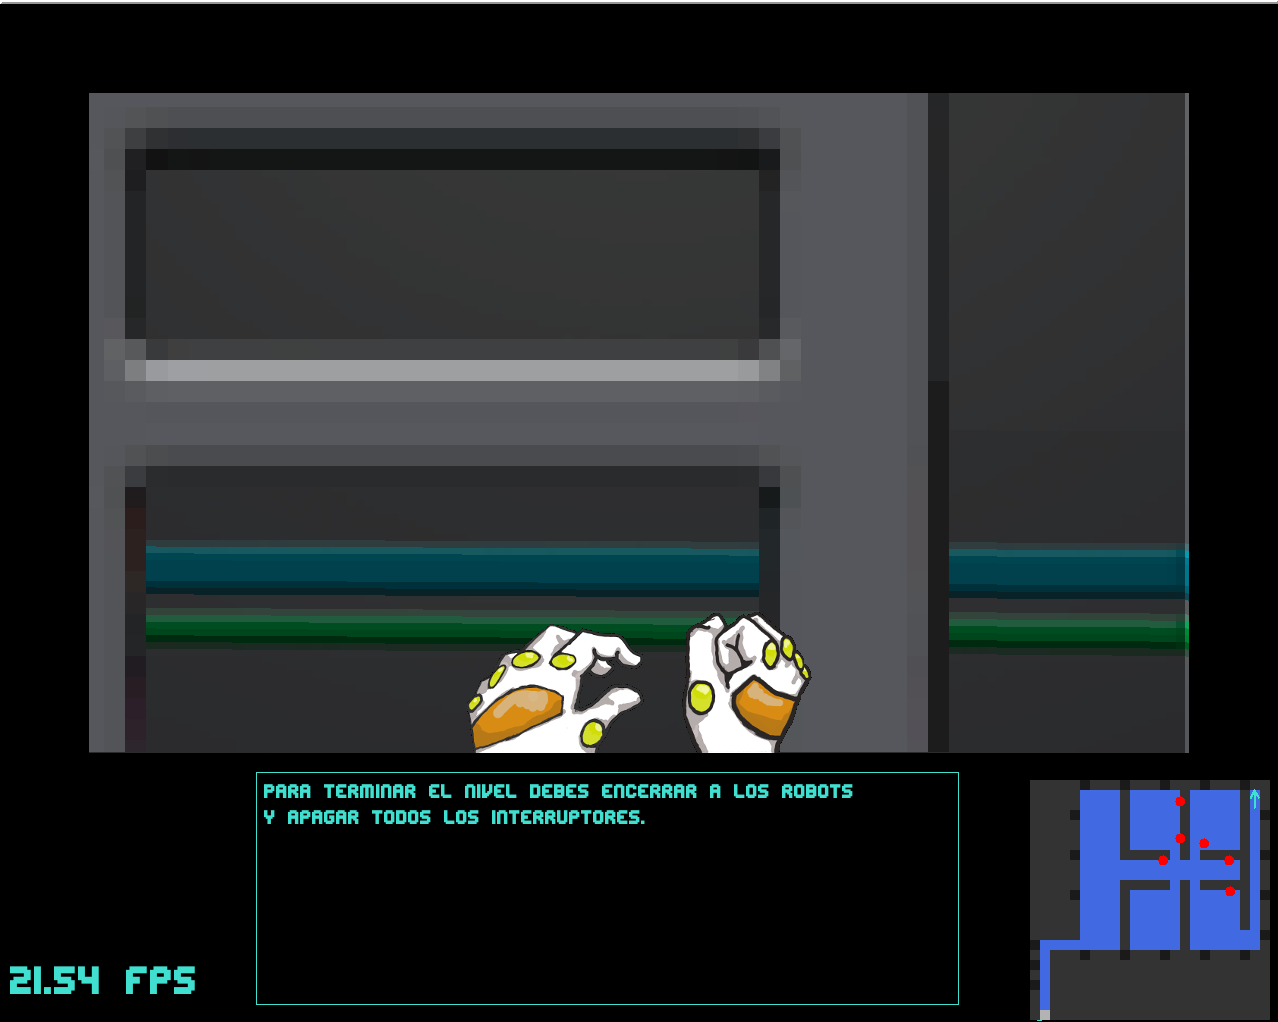 PARA TERMINAR EL NIVEL DEBES ENCERRAR A LOS ROBOTS
Y APAGAR TODOS LOS INTERRUPTORES.
21.54 FPS